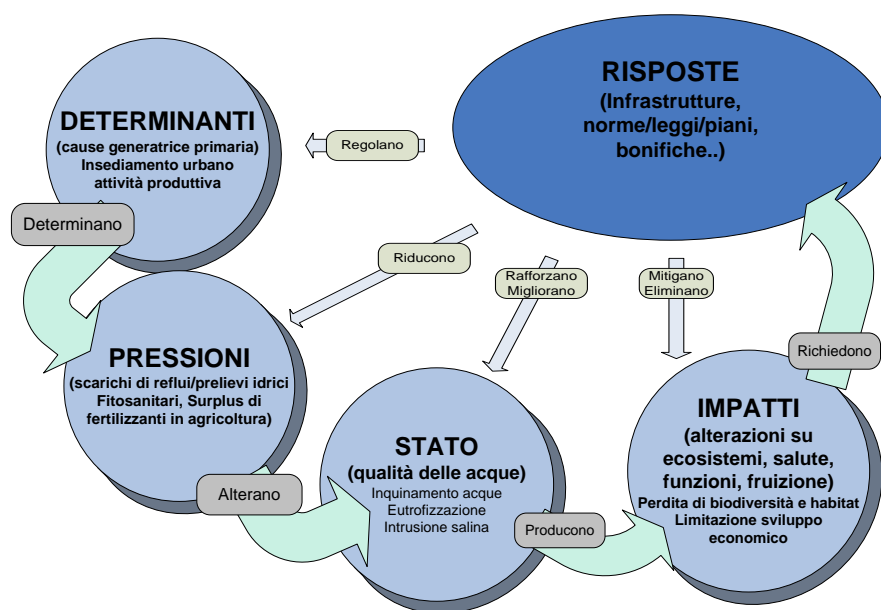 RISPOSTE
(Infrastrutture,
norme/leggi/piani,
bonifiche..)
DETERMINANTI
(cause generatrice primaria)
Insediamento urbano
attività produttiva
Regolano
Determinano
Riducono
Rafforzano
Migliorano
Mitigano
Eliminano
PRESSIONI
(scarichi di reflui/prelievi idrici
Fitosanitari, Surplus di
fertilizzanti in agricoltura)
Richiedono
IMPATTI
(alterazioni su
ecosistemi, salute,
funzioni, fruizione)
Perdita di biodiversità e habitat
Limitazione sviluppo
economico
STATO
(qualità delle acque)
Inquinamento acque
Eutrofizzazione
Intrusione salina
Alterano
Producono